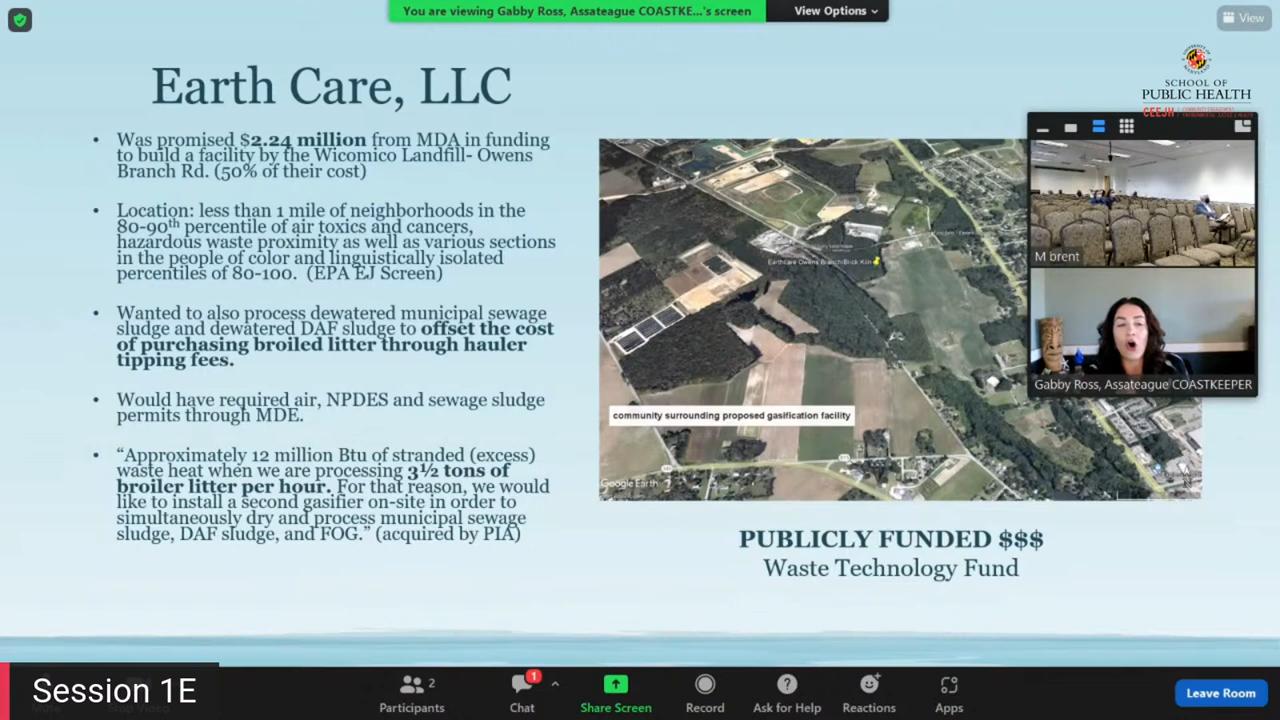 You are viewing Gabby Ross, Assateague COASTKE...'s screen
View Options
View
Earth Care, LLC
SCHOOL OF
PUBLIC HEALTH
CEEJH
• Was promised $2.24 million from MDA in funding
to build a facility by the Wicomico Landfill- Owens
Branch Rd. (50% of their cost)
• Location: less than 1 mile of neighborhoods in the
80-90th percentile of air toxics and cancers,
hazardous waste proximity as well as various sections
in the people of color and linguistically isolated
percentiles of 80-100. (EPA EJ Screen)
• Wanted to also process dewatered municipal sewage
sludge and dewatered DAF sludge to offset the cost
of purchasing broiled litter through hauler
tipping fees.
• Would have required air, NPDES and sewage sludge
permits through MDE.
• “Approximately 12 million Btu of stranded (excess)
waste heat when we are processing 3½ tons of
broiler litter per hour. For that reason, we would
like to install a second gasifier on-site in order to
simultaneously dry and process municipal sewage
sludge, DAF sludge, and FOG.” (acquired by PIA)
Earthcare Owens Branch/Brick Kiln
community surrounding proposed gasification facility
Google Earth
M brent
Gabby Ross, Assateague COASTKEEPER
PUBLICLY FUNDED $$$
Waste Technology Fund
Session 1E
Participants
2
Chat
1
Share Screen
Record
Ask for Help
Reactions
Apps
Leave Room